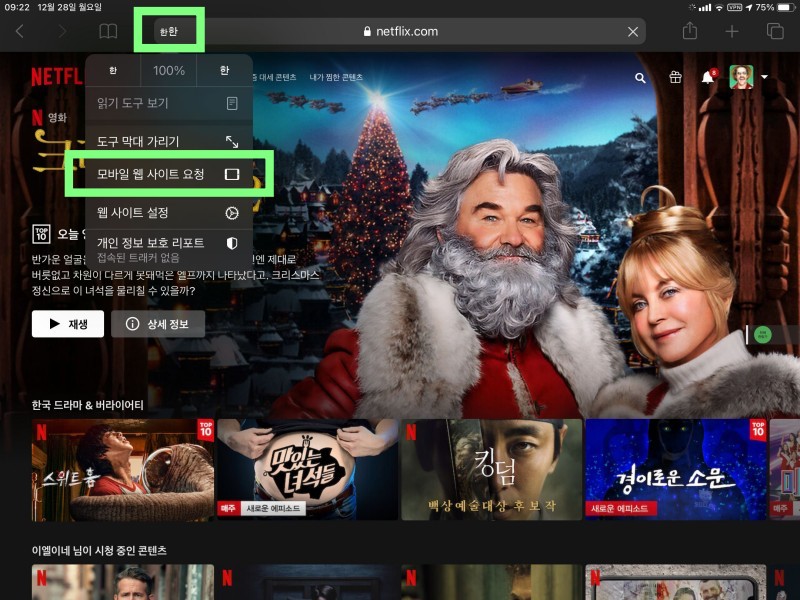 09:22 12월 28일 월요일
VPN 75%
한한
netflix.com
NETFL
한 100% 한
대세 콘텐츠 내가 찜한 콘텐츠
읽기 도구 보기
N 영화
도구 막대 가리기
모바일 웹 사이트 요청
웹 사이트 설정
TOP 10 오늘
개인 정보 보호 리포트
접속된 트래커 없음
반가운 얼굴 제대로
버릇없고 차원이 다르게 못돼먹은 엘프까지 나타났다고. 크리스마스
정신으로 이 녀석을 물리칠 수 있을까?
재생 상세 정보
한국 드라마 & 버라이어티
N 스위트홈 TOP 10
맛있는 녀석들
매주 새로운 에피소드
N 킹덤
백상예술대상 후보작
경이로운 소문 TOP 10
새로운 에피소드
매주
이엘이네 님이 시청 중인 콘텐츠
N
N
N
N